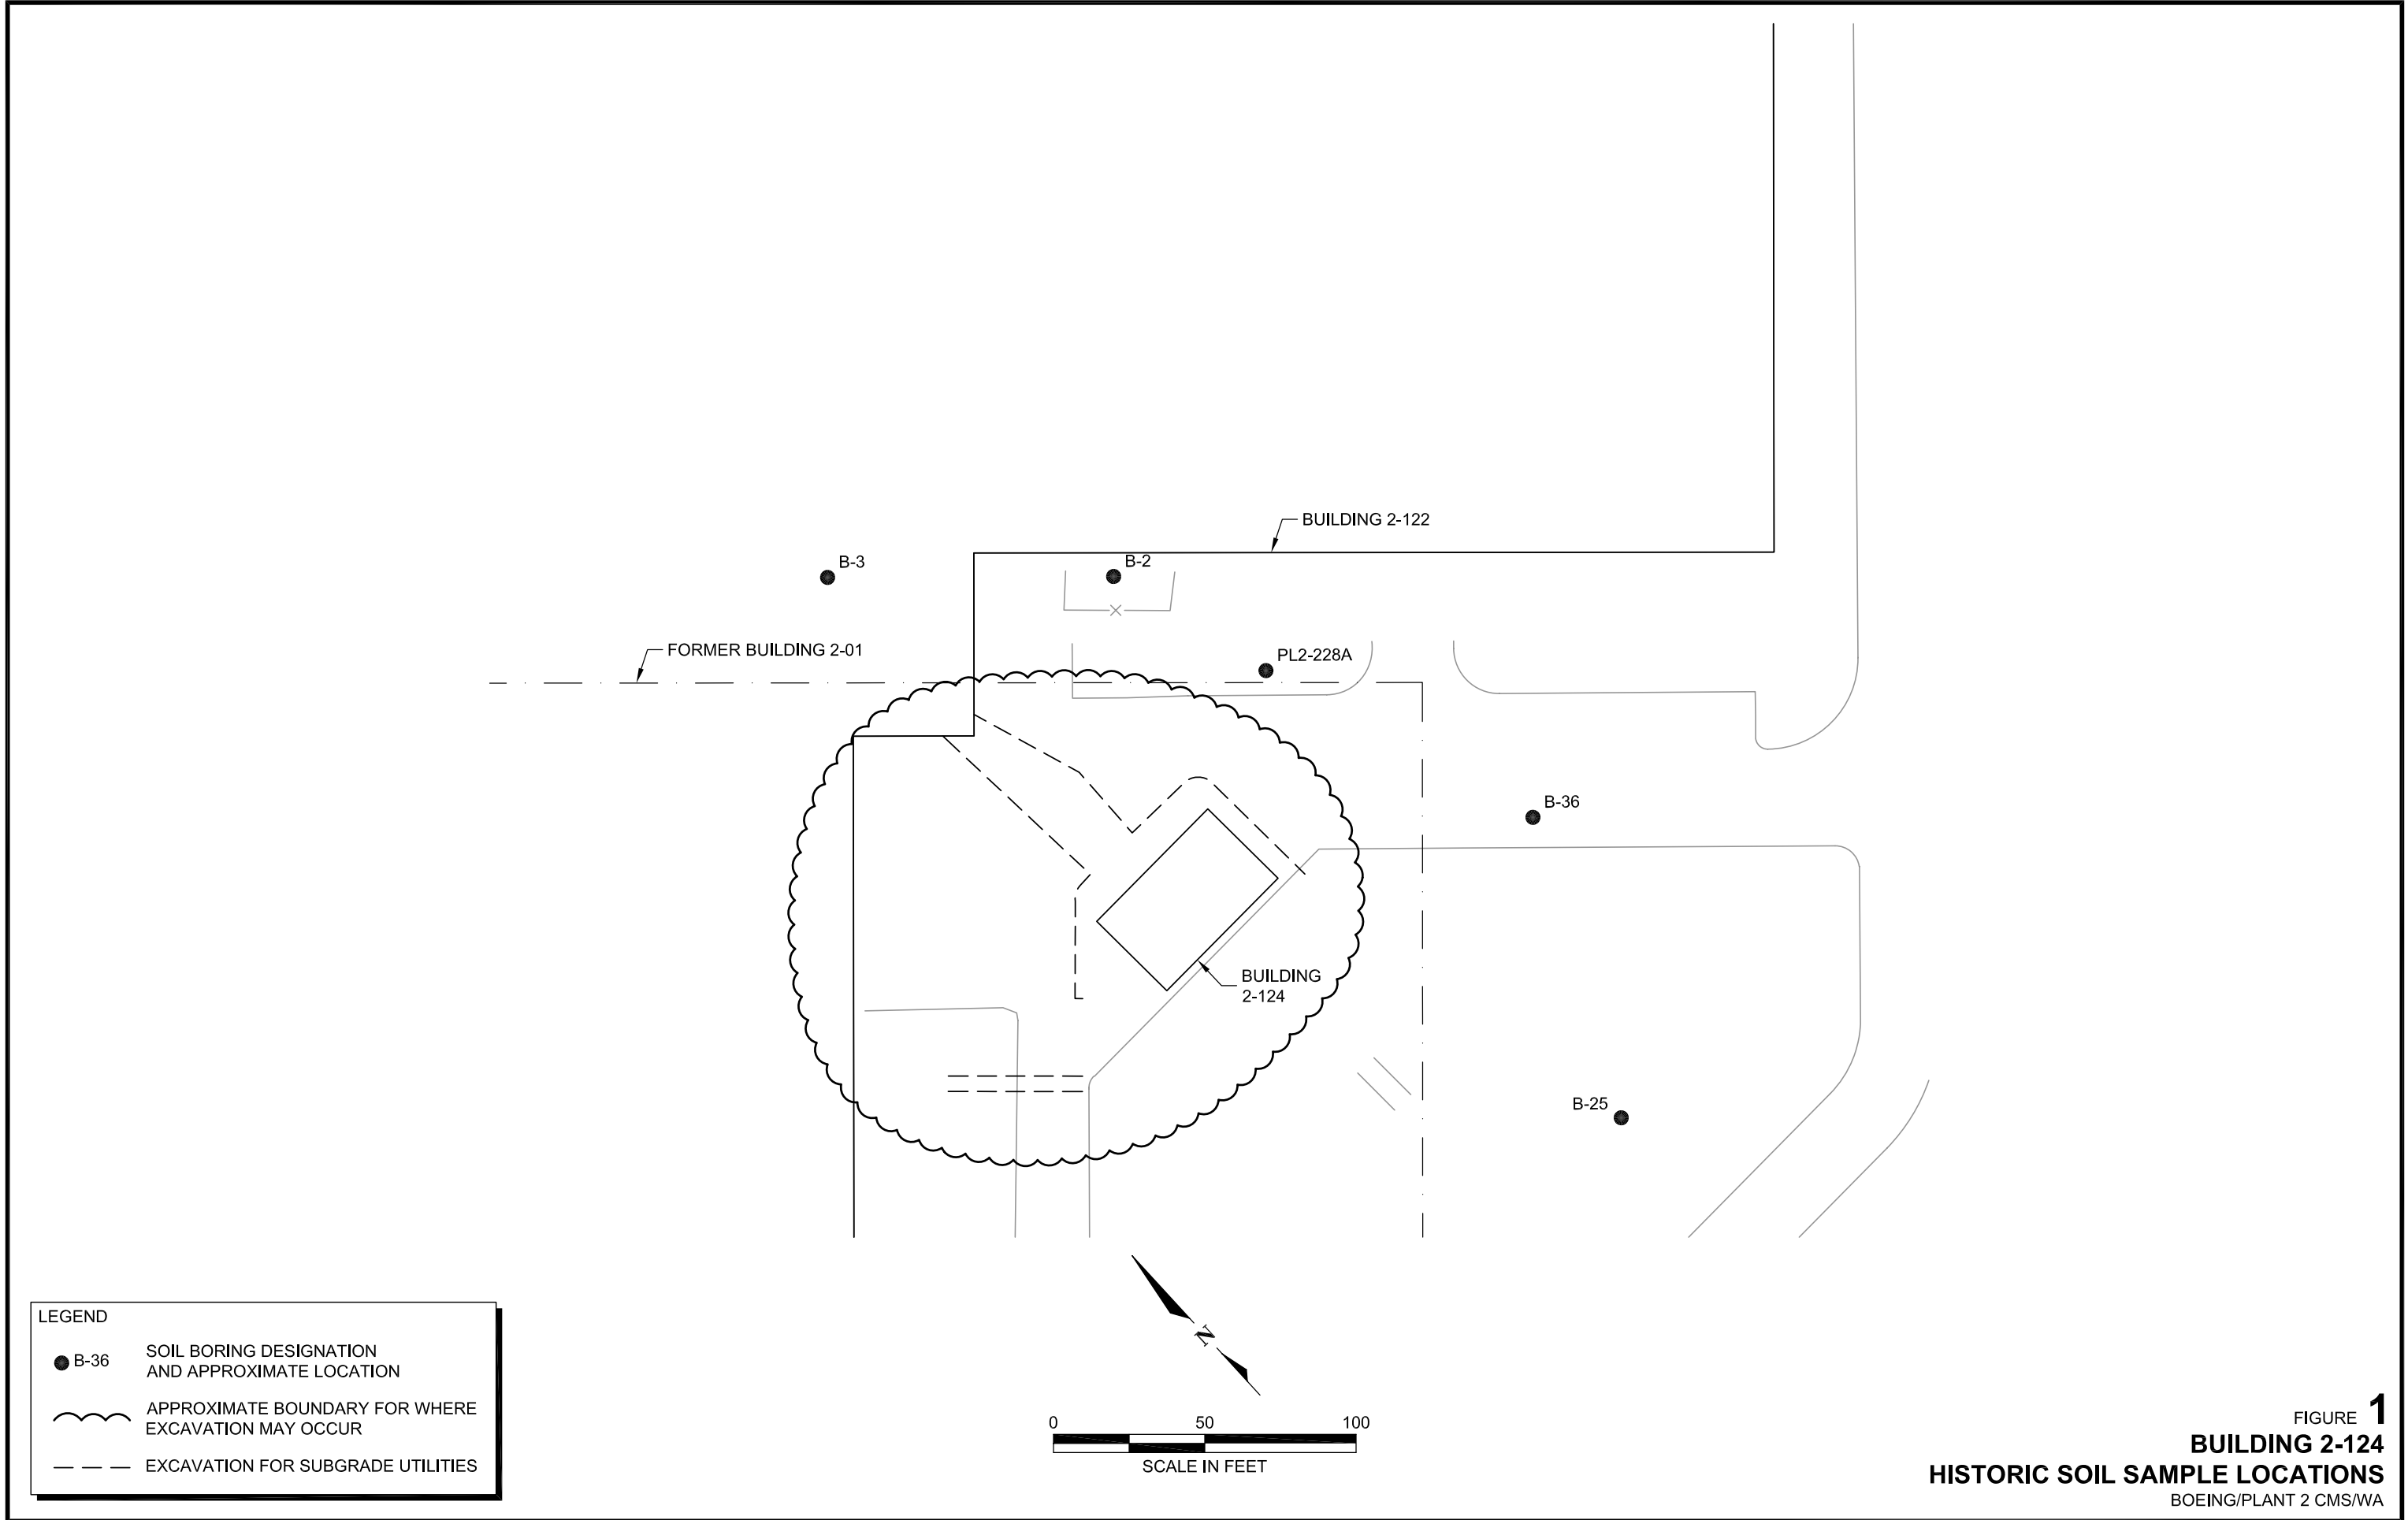 BUILDING 2-122
B-3
B-2
FORMER BUILDING 2-01
PL2-228A
B-36
BUILDING
2-124
B-25
N
0 50 100
SCALE IN FEET
LEGEND
B-36
SOIL BORING DESIGNATION
AND APPROXIMATE LOCATION
APPROXIMATE BOUNDARY FOR WHERE
EXCAVATION MAY OCCUR
EXCAVATION FOR SUBGRADE UTILITIES
FIGURE 1
BUILDING 2-124
HISTORIC SOIL SAMPLE LOCATIONS
BOEING/PLANT 2 CMS/WA